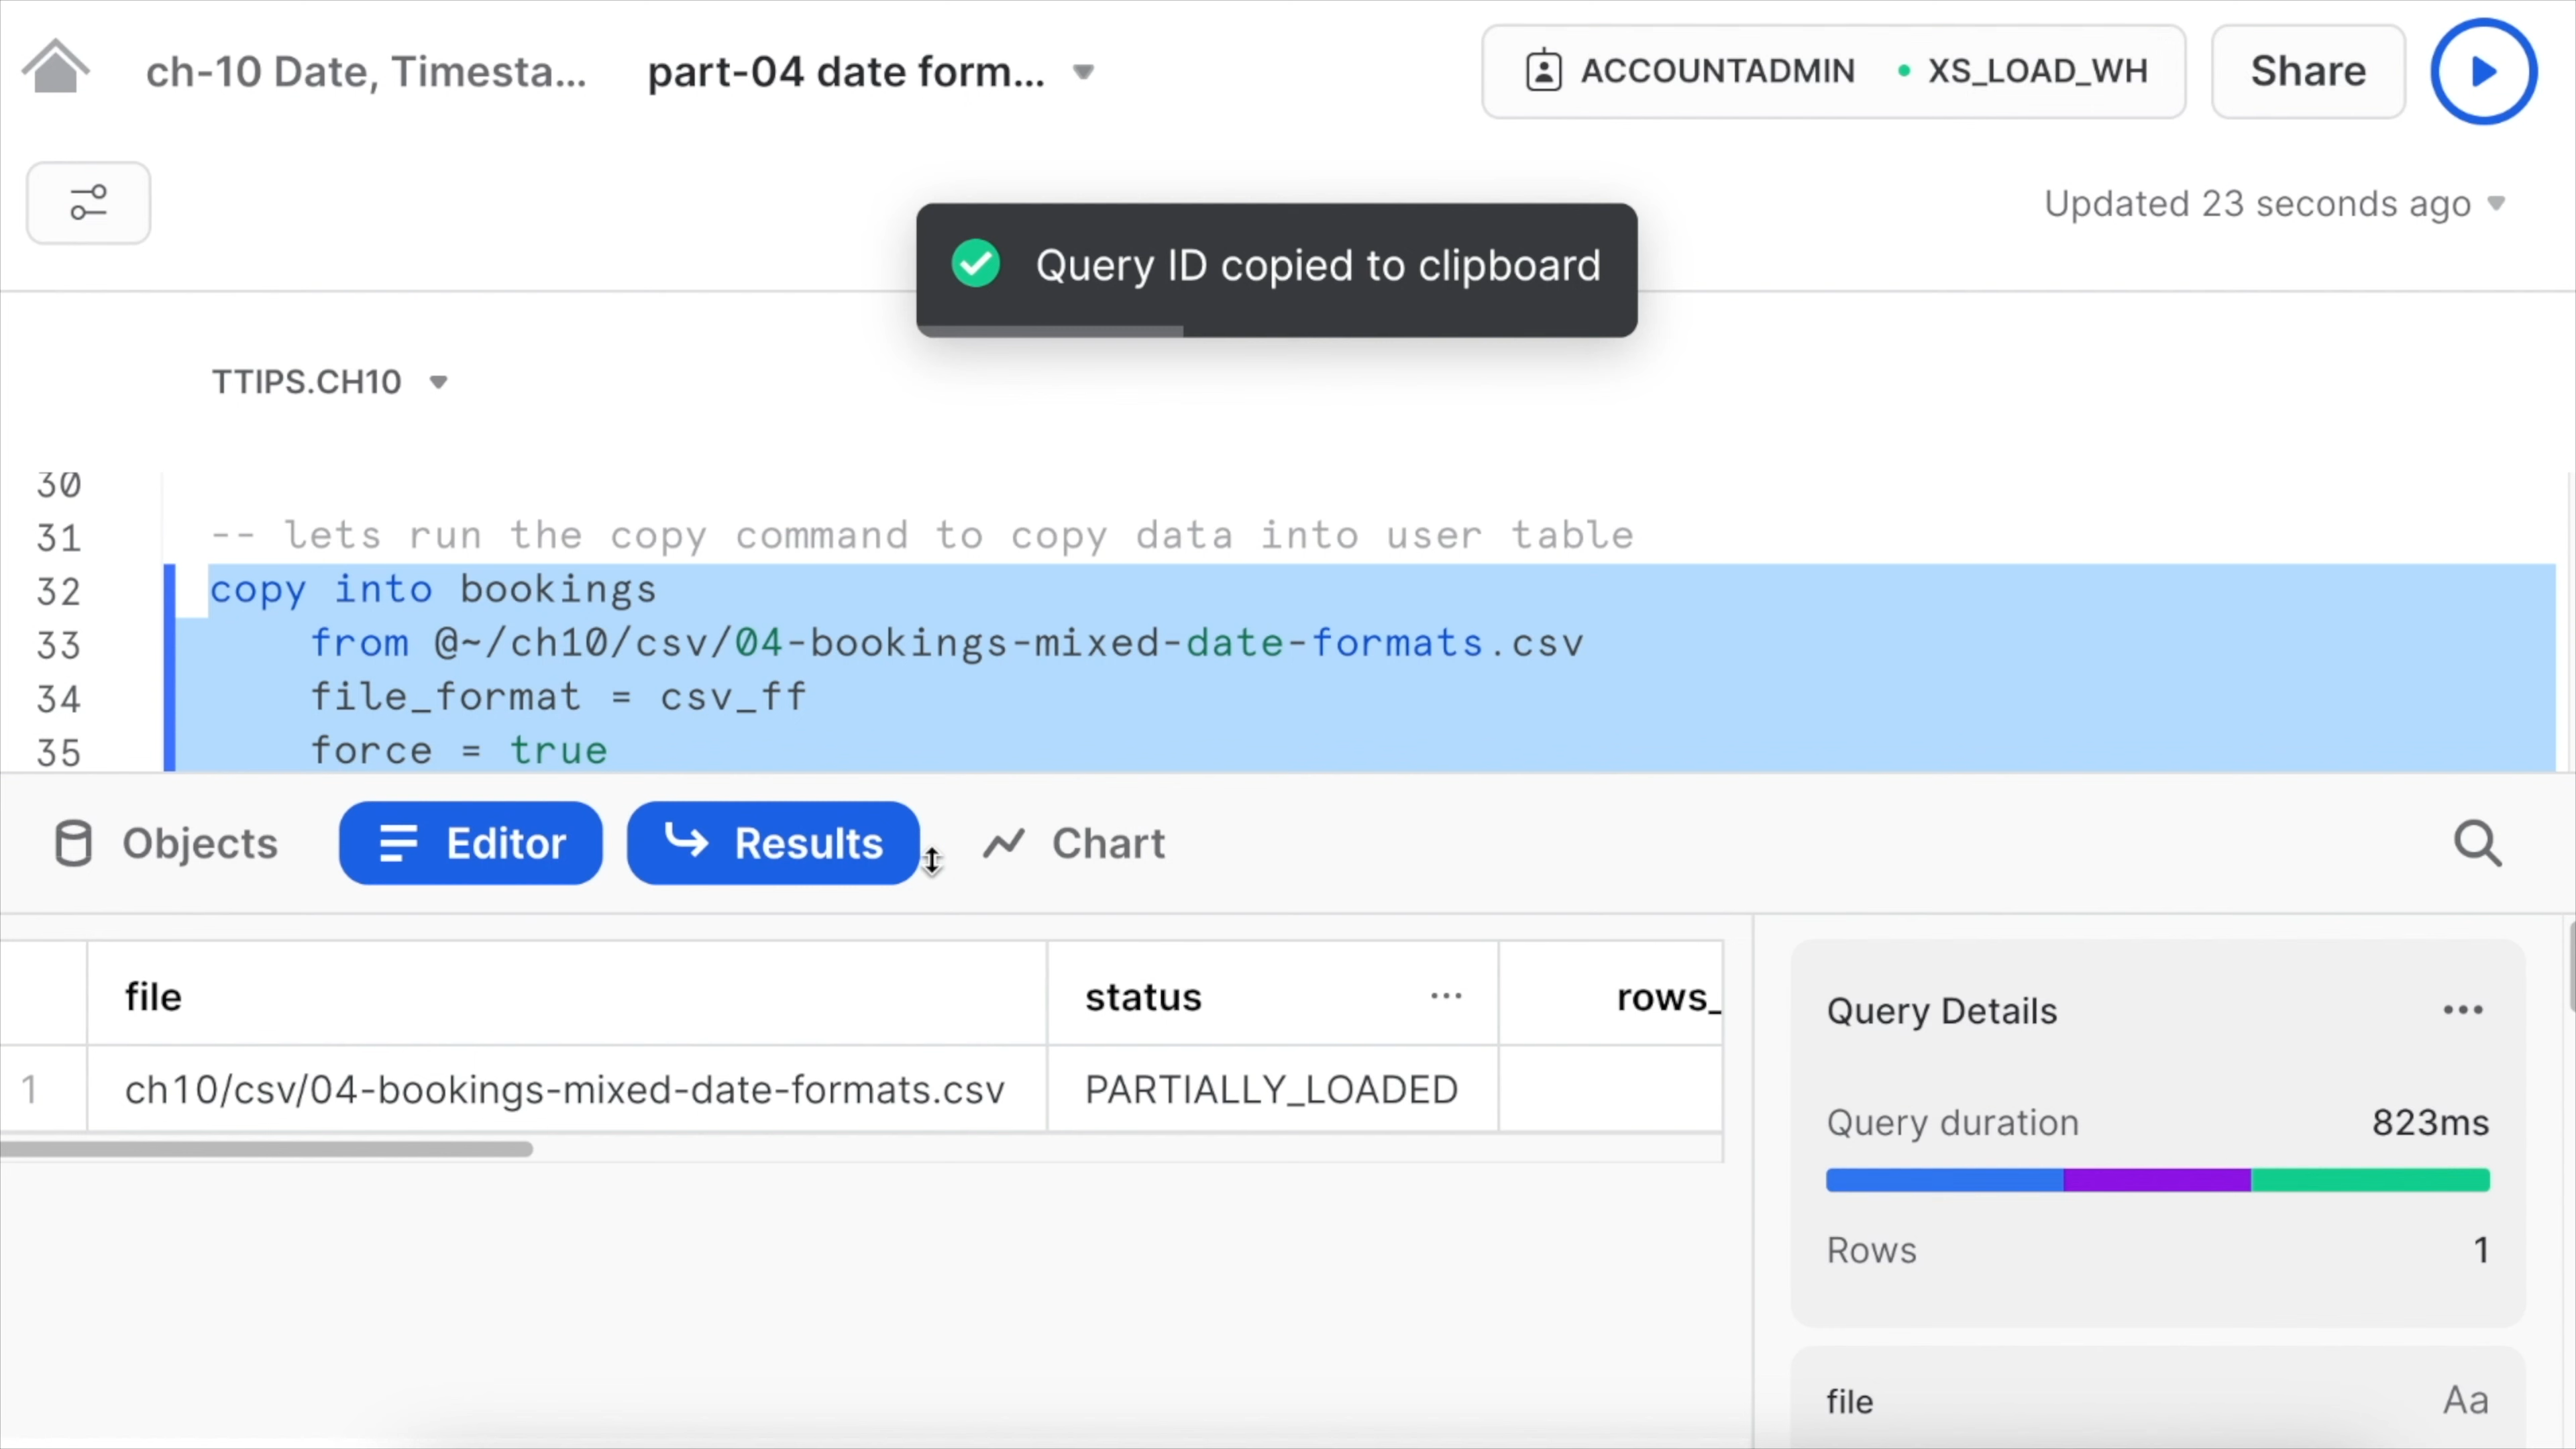 ch-10 Date, Timesta... part-04 date form... ACCOUNTADMIN XS_LOAD_WH Share
Updated 23 seconds ago
Query ID copied to clipboard
TTIPS.CH10
30
31 -- lets run the copy command to copy data into user table
32 copy into bookings
33 from @~/ch10/csv/04-bookings-mixed-date-formats.csv
34 file_format = csv_ff
35 force = true
Objects Editor Results Chart
file status ... rows_
1 ch10/csv/04-bookings-mixed-date-formats.csv PARTIALLY_LOADED
Query Details ...
Query duration 823ms
Rows 1
file Aa